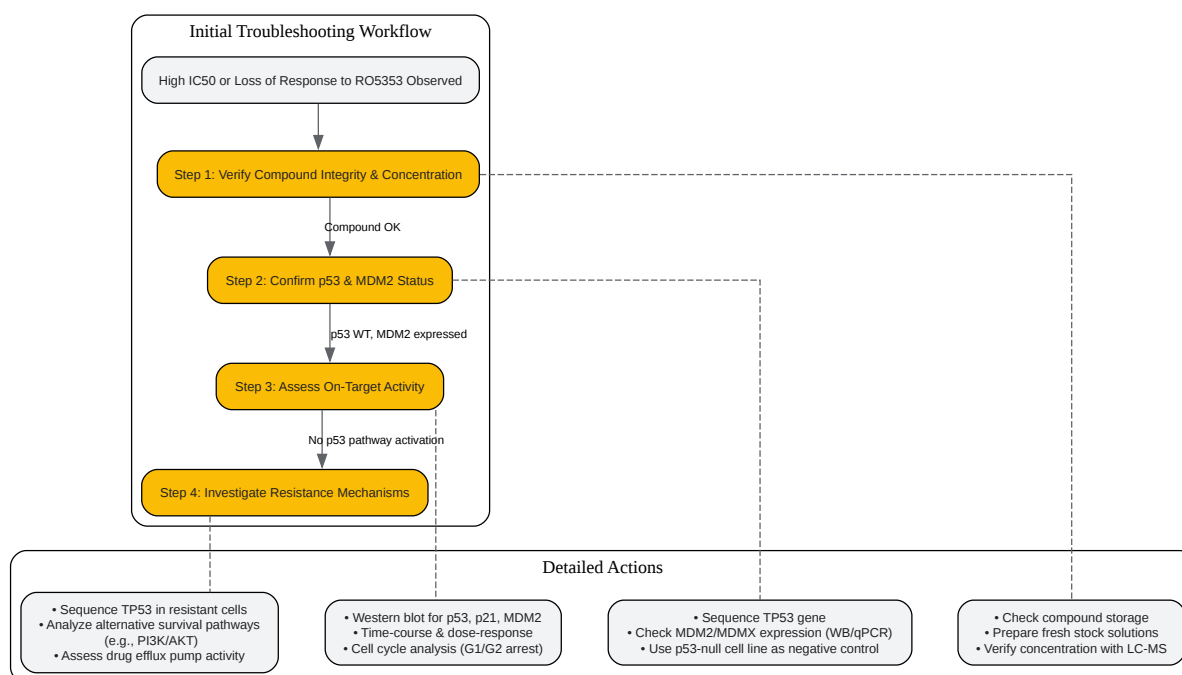 Initial Troubleshooting Workflow
High IC50 or Loss of Response to RO5353 Observed
Step 1: Verify Compound Integrity & Concentration
Compound OK
Step 2: Confirm p53 & MDM2 Status
p53 WT, MDM2 expressed
Step 3: Assess On-Target Activity
No p53 pathway activation
Step 4: Investigate Resistance Mechanisms
Detailed Actions
• Sequence TP53 in resistant cells
• Analyze alternative survival pathways
(e.g., PI3K/AKT)
• Assess drug efflux pump activity
• Western blot for p53, p21, MDM2
• Time-course & dose-response
• Cell cycle analysis (G1/G2 arrest)
• Sequence TP53 gene
• Check MDM2/MDMX expression (WB/qPCR)
• Use p53-null cell line as negative control
• Check compound storage
• Prepare fresh stock solutions
• Verify concentration with LC-MS